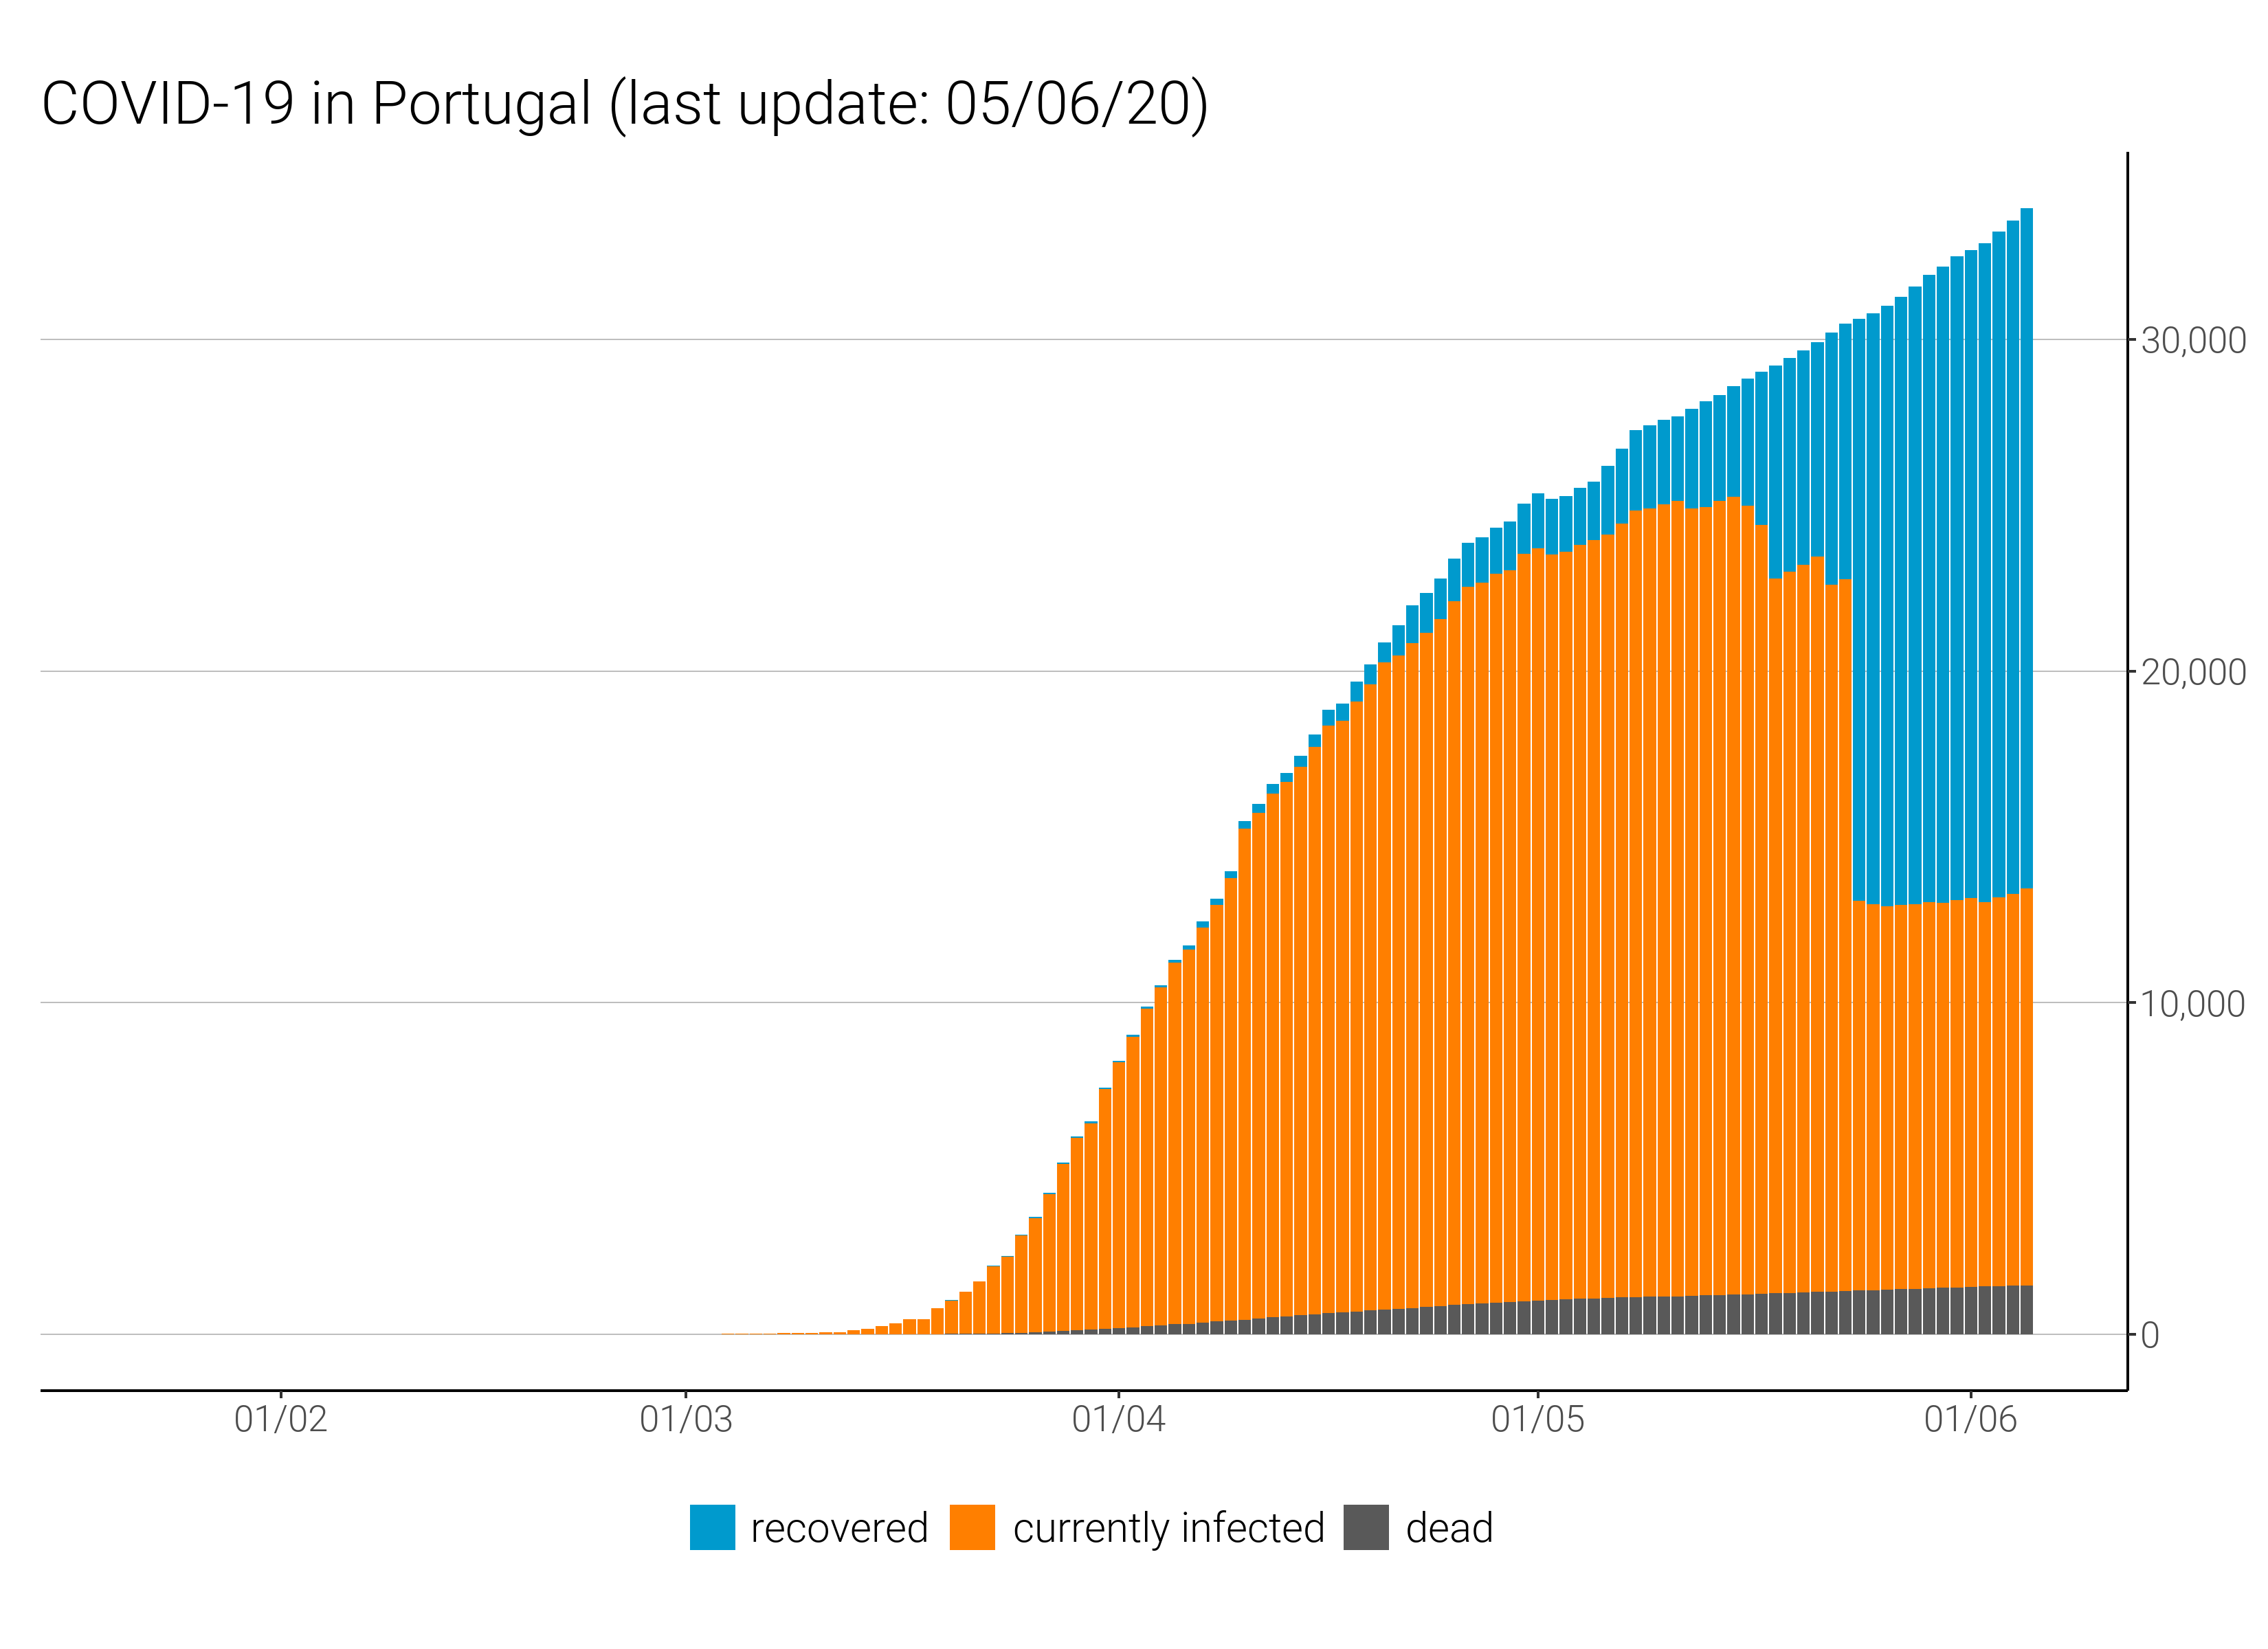 COVID-19 in Portugal (last update: 05/06/20)
30,000
20,000
10,000
0
01/02 01/03 01/04 01/05 01/06
recovered currently infected dead